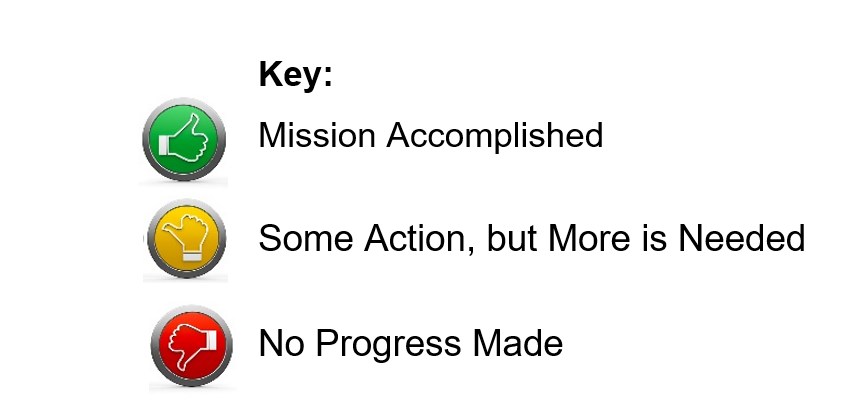 Key:
Mission Accomplished
Some Action, but More is Needed
No Progress Made